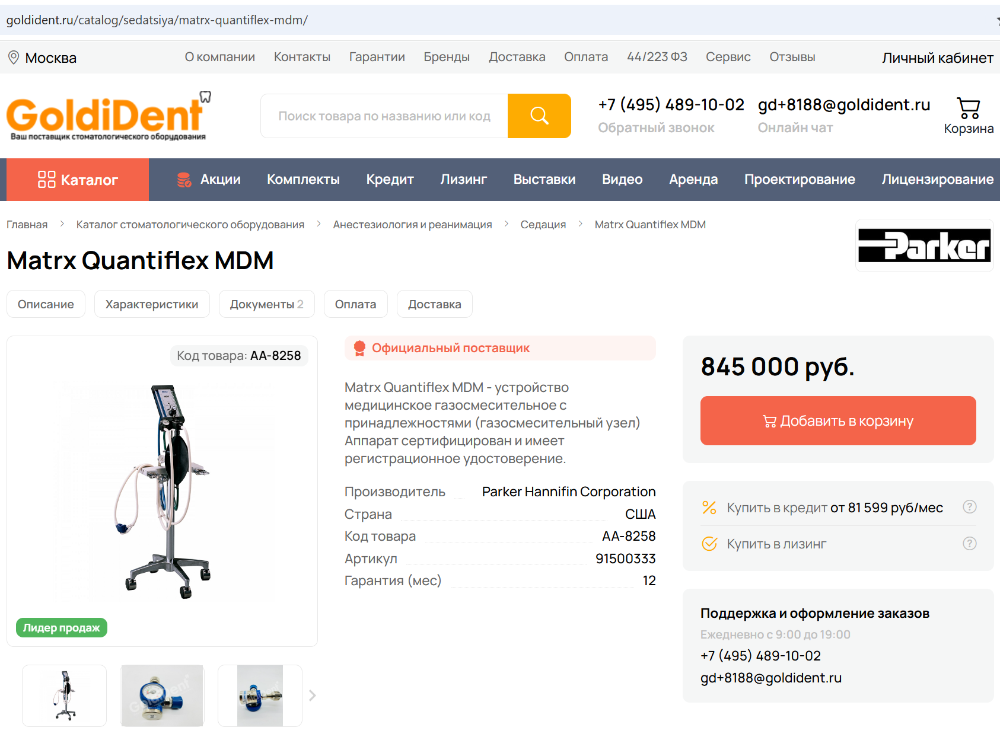 goldident.ru/catalog/sedatsiya/matrx-quantiflex-mdm/
Москва
О компании
Контакты
Гарантии
Бренды
Доставка
Оплата
44/223 ФЗ
Сервис
Отзывы
Личный кабинет
GoldiDent
Ваш поставщик стоматологического оборудования
Поиск товара по названию или код
+7 (495) 489-10-02
Обратный звонок
gd+8188@goldident.ru
Онлайн чат
Корзина
Каталог
Акции
Комплекты
Кредит
Лизинг
Выставки
Видео
Аренда
Проектирование
Лицензирование
Главная
Каталог стоматологического оборудования
Анестезиология и реанимация
Седация
Matrx Quantiflex MDM
Matrx Quantiflex MDM
Parker
Описание
Характеристики
Документы 2
Оплата
Доставка
Код товара: AA-8258
Лидер продаж
Официальный поставщик
Matrx Quantiflex MDM - устройство
медицинское газосмесительное с
принадлежностями (газосмесительный узел)
Аппарат сертифицирован и имеет
регистрационное удостоверение.
Производитель Parker Hannifin Corporation
Страна США
Код товара AA-8258
Артикул 91500333
Гарантия (мес) 12
845 000 руб.
Добавить в корзину
Купить в кредит от 81 599 руб/мес
?
Купить в лизинг
?
Поддержка и оформление заказов
Ежедневно с 9:00 до 19:00
+7 (495) 489-10-02
gd+8188@goldident.ru
GoldiDent